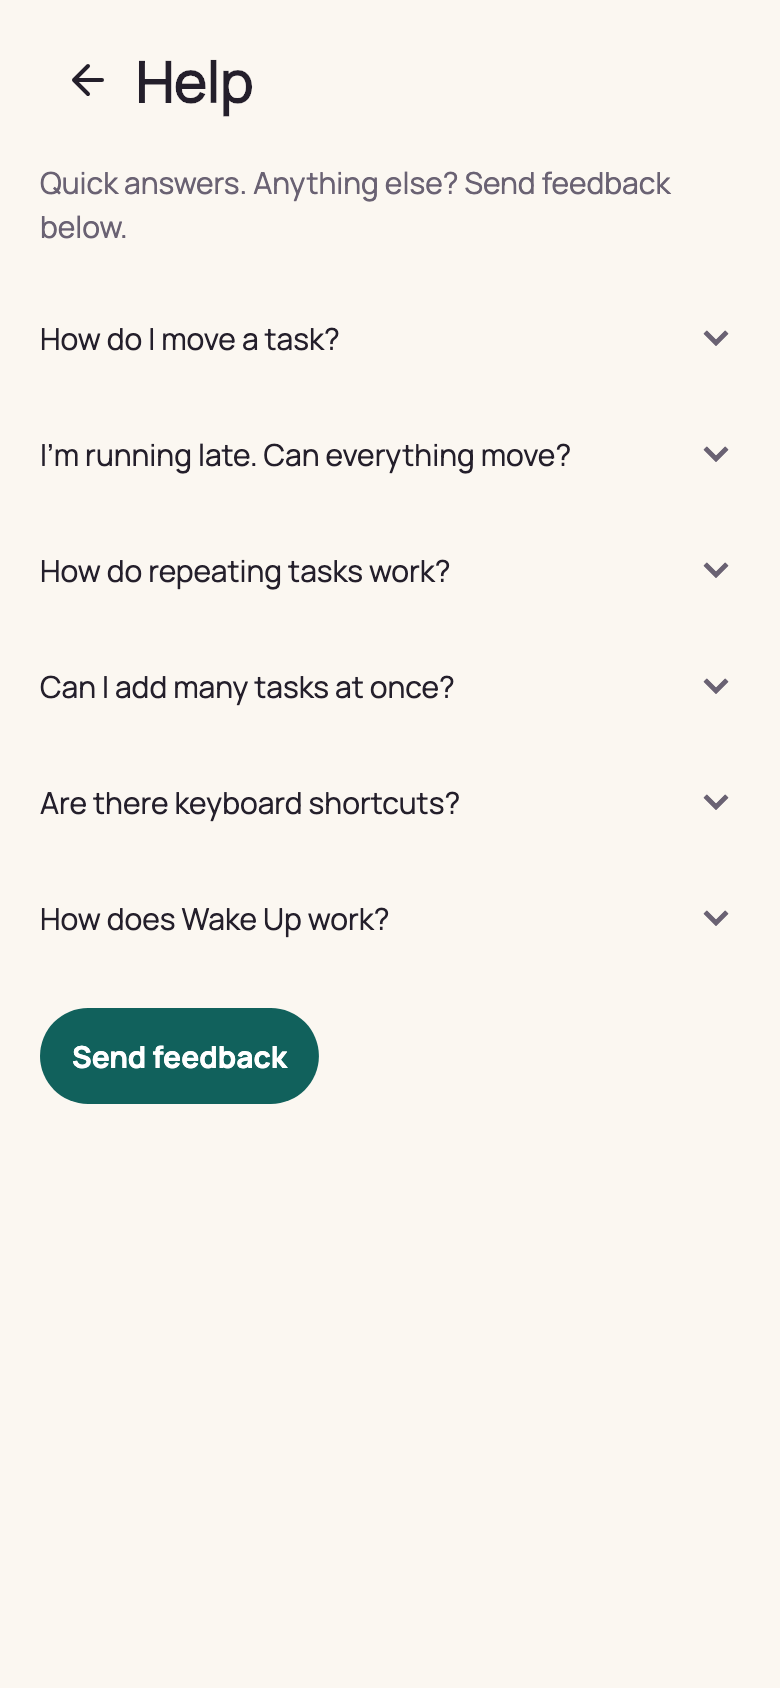 Help
Quick answers. Anything else? Send feedback
below.
How do I move a task?
I’m running late. Can everything move?
How do repeating tasks work?
Can I add many tasks at once?
Are there keyboard shortcuts?
How does Wake Up work?
Send feedback